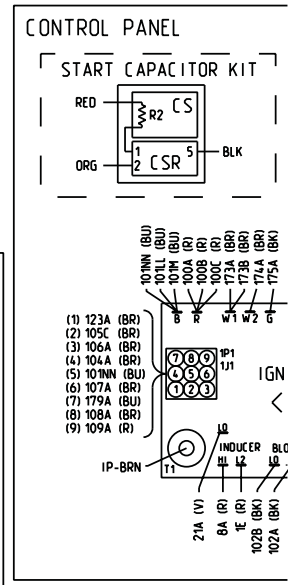 CONTROL PANEL
START CAPACITOR KIT
RED
CS
R2
1
5
BLK
ORG
2
CSR
101NN (BU)
101LL (BU)
101M (BU)
100A (R)
100B (R)
100C (R)
173A (BR)
173B (BR)
174A (BR)
175A (BK)
B R W1 W2 G
(1) 123A (BR)
(2) 105C (BR)
(3) 106A (BR)
(4) 104A (BR)
(5) 101NN (BU)
(6) 107A (BR)
(7) 179A (BU)
(8) 108A (BR)
(9) 109A (R)
7 8 9
4 5 6
1 2 3
1P1
1J1
IGN
<
LO
INDUCER
BLO
HI L2
LO
IP-BRN
T1
21A (V)
8A (R)
1E (R)
102B (BK)
102A (BK)